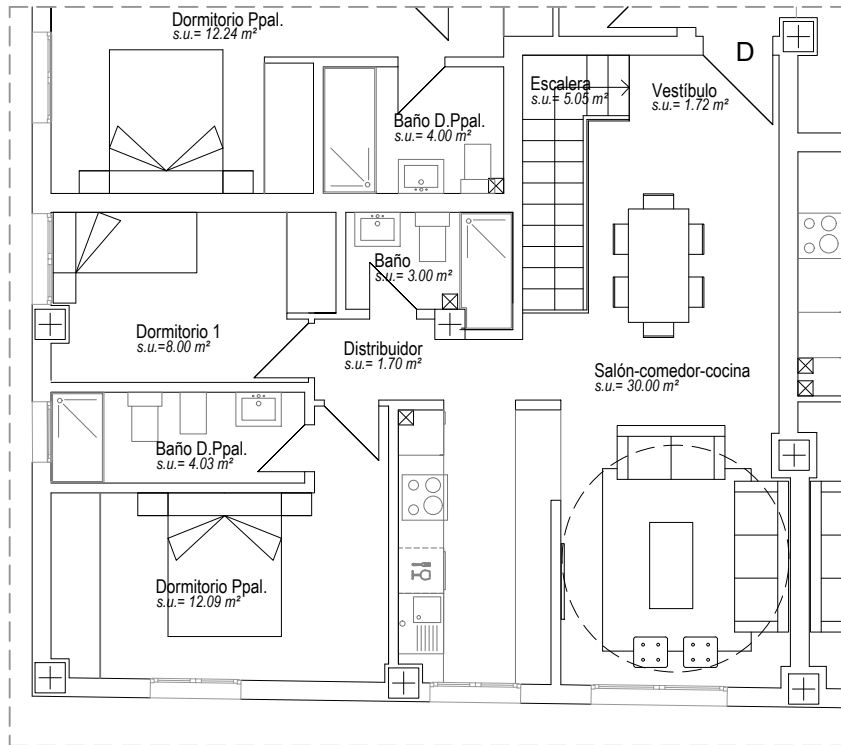 Dormitorio Ppal.
s.u.= 12.24 m²
D
Escalera
s.u.= 5.05 m²
Vestíbulo
s.u.= 1.72 m²
Baño D.Ppal.
s.u.= 4.00 m²
Baño
s.u.= 3.00 m²
Dormitorio 1
s.u.=8.00 m²
Distribuidor
s.u.= 1.70 m²
Salón-comedor-cocina
s.u.= 30.00 m²
Baño D.Ppal.
s.u.= 4.03 m²
Dormitorio Ppal.
s.u.= 12.09 m²